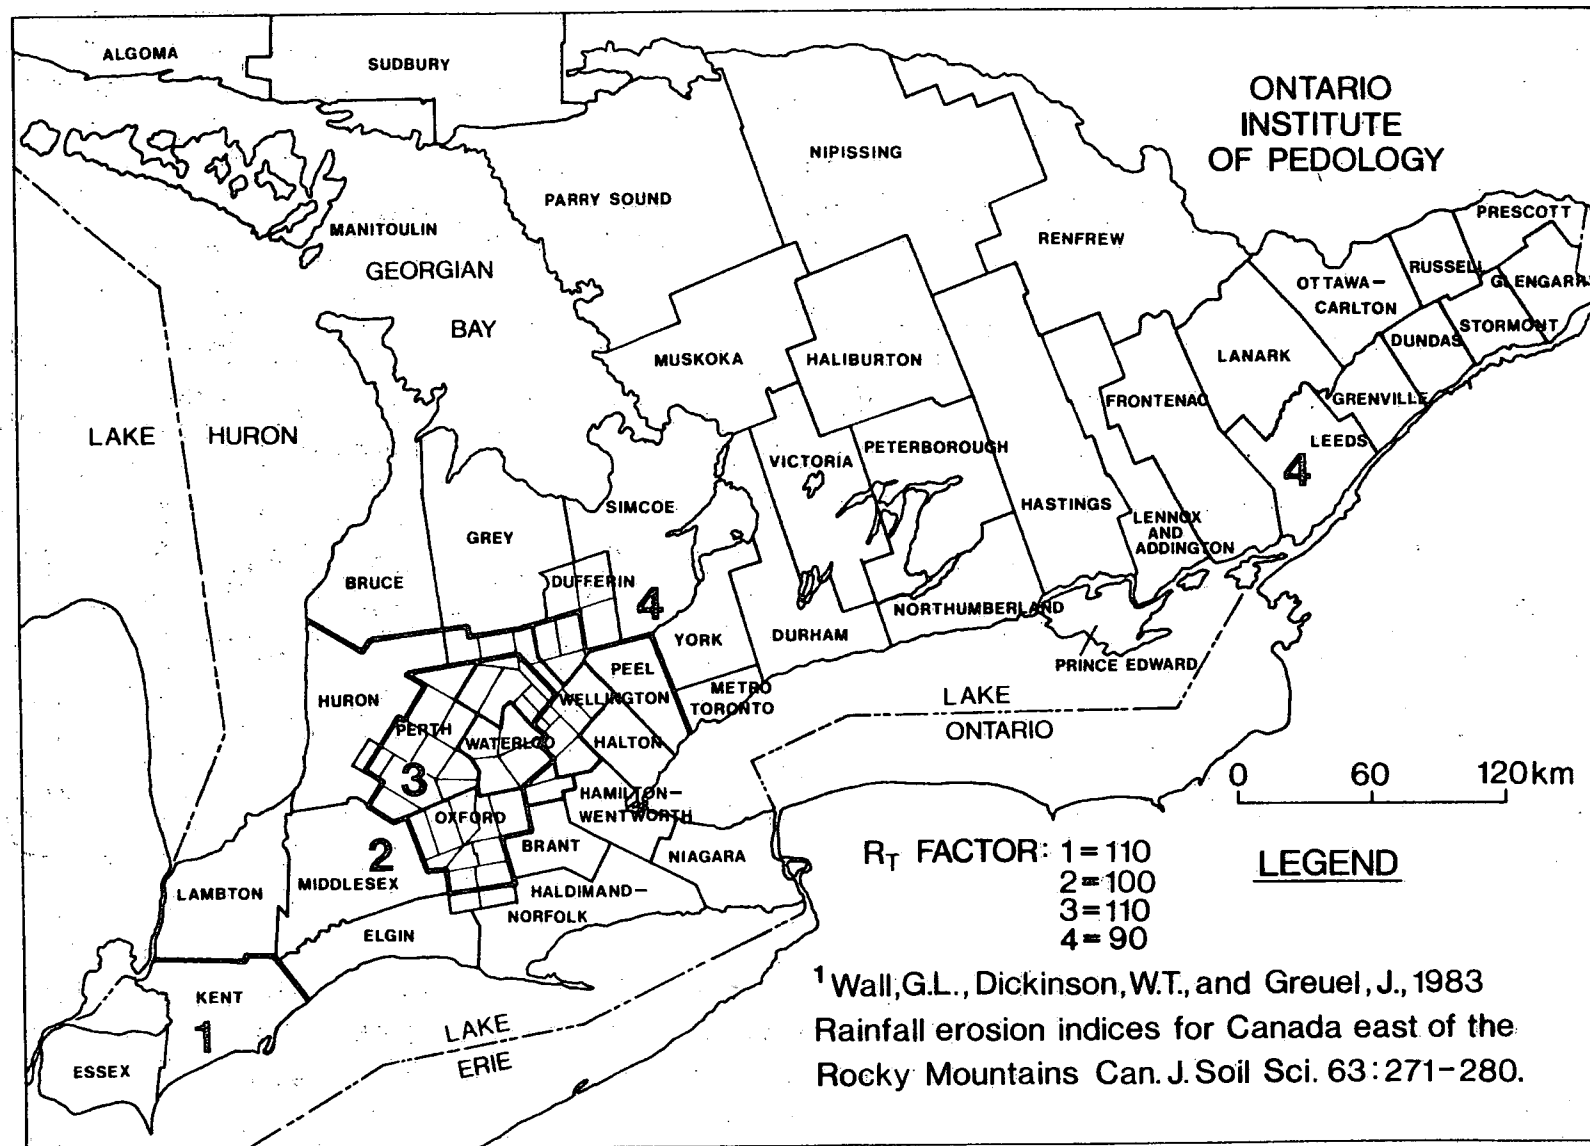 ALGOMA
SUDBURY
ONTARIO
INSTITUTE
OF PEDOLOGY
NIPISSING
PARRY SOUND
MANITOULIN
GEORGIAN
BAY
RENFREW
PRESCOTT
RUSSELL
GLENGARRY
OTTAWA-
CARLTON
STORMONT
DUNDAS
LANARK
GRENVILLE
LEEDS
4
FRONTENAC
MUSKOKA
HALIBURTON
LAKE HURON
VICTORIA
PETERBOROUGH
HASTINGS
LENNOX
AND
ADDINGTON
SIMCOE
GREY
BRUCE
DUFFERIN
4
NORTHUMBERLAND
YORK
DURHAM
PRINCE EDWARD
PEEL
METRO
TORONTO
LAKE
ONTARIO
HURON
WELLINGTON
PERTH
WATERLOO
HALTON
3
HAMILTON-
WENTWORTH
OXFORD
BRANT
NIAGARA
2
MIDDLESEX
LAMBTON
HALDIMAND-
NORFOLK
ELGIN
KENT
1
ESSEX
LAKE
ERIE
0 60 120 km
LEGEND
RT FACTOR: 1=110
2=100
3=110
4=90
1 Wall,G.L., Dickinson,W.T., and Greuel, J., 1983
Rainfall erosion indices for Canada east of the
Rocky Mountains Can. J. Soil Sci. 63:271-280.